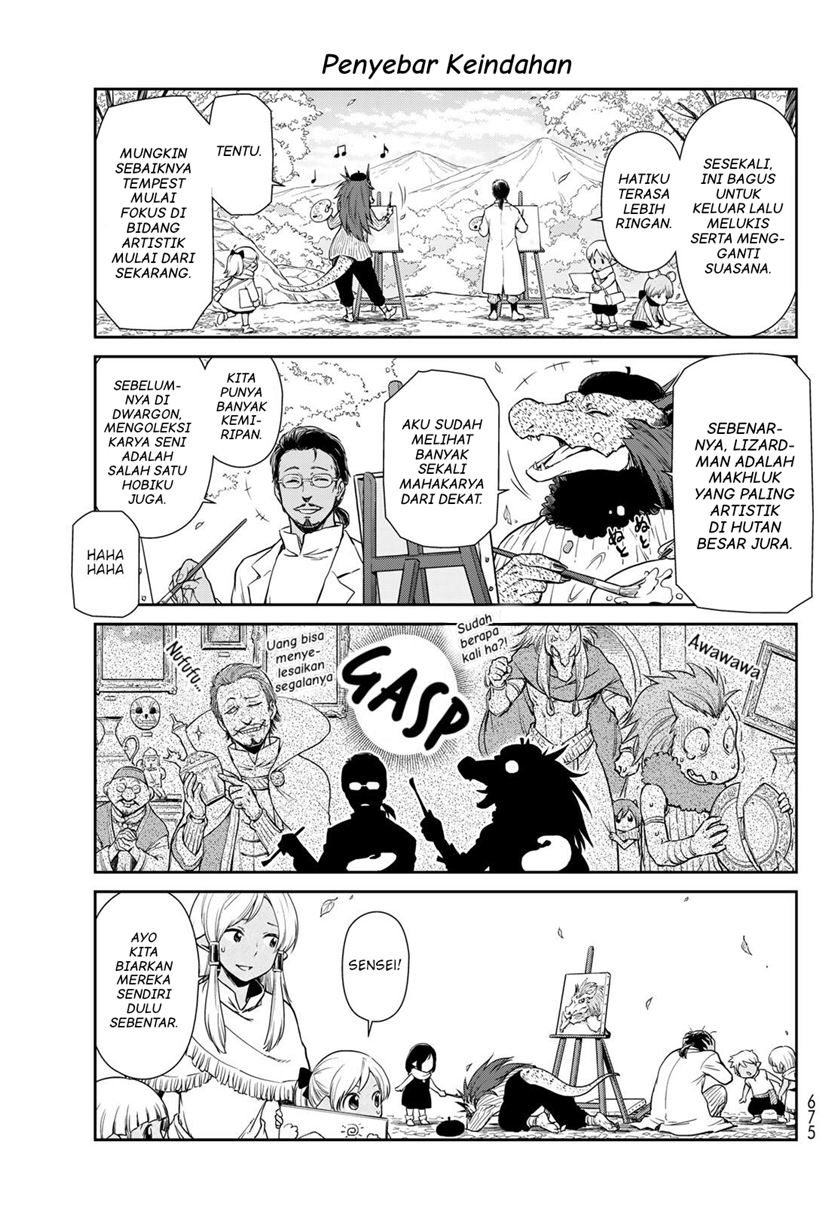 Penyebar Keindahan
SESEKALI,
INI BAGUS
UNTUK
KELUAR LALU
MELUKIS
SERTA MENG-
GANTI
SUASANA.
HATIKU
TERASA
LEBIH
RINGAN.
TENTU.
MUNGKIN
SEBAIKNYA
TEMPEST
MULAI
FOKUS DI
BIDANG
ARTISTIK
MULAI DARI
SEKARANG.
SEBENAR-
NYA, LIZARD-
MAN ADALAH
MAKHLUK
YANG PALING
ARTISTIK
DI HUTAN
BESAR JURA.
ぬと
ぬと
AKU SUDAH
MELIHAT
BANYAK
SEKALI
MAHAKARYA
DARI DEKAT.
KITA
PUNYA
BANYAK
KEMI-
RIPAN.
SEBELUM-
NYA DI
DWARGON,
MENGOLEKSI
KARYA SENI
ADALAH
SALAH SATU
HOBIKU
JUGA.
HAHA
HAHA
Awawawa
Sudah
berapa
kali ha?!
GASP
Uang bisa
menye-
lesaikan
segalanya
Nufufu...
SENSEI!
AYO
KITA
BIARKAN
MEREKA
SENDIRI
DULU
SEBENTAR.
675